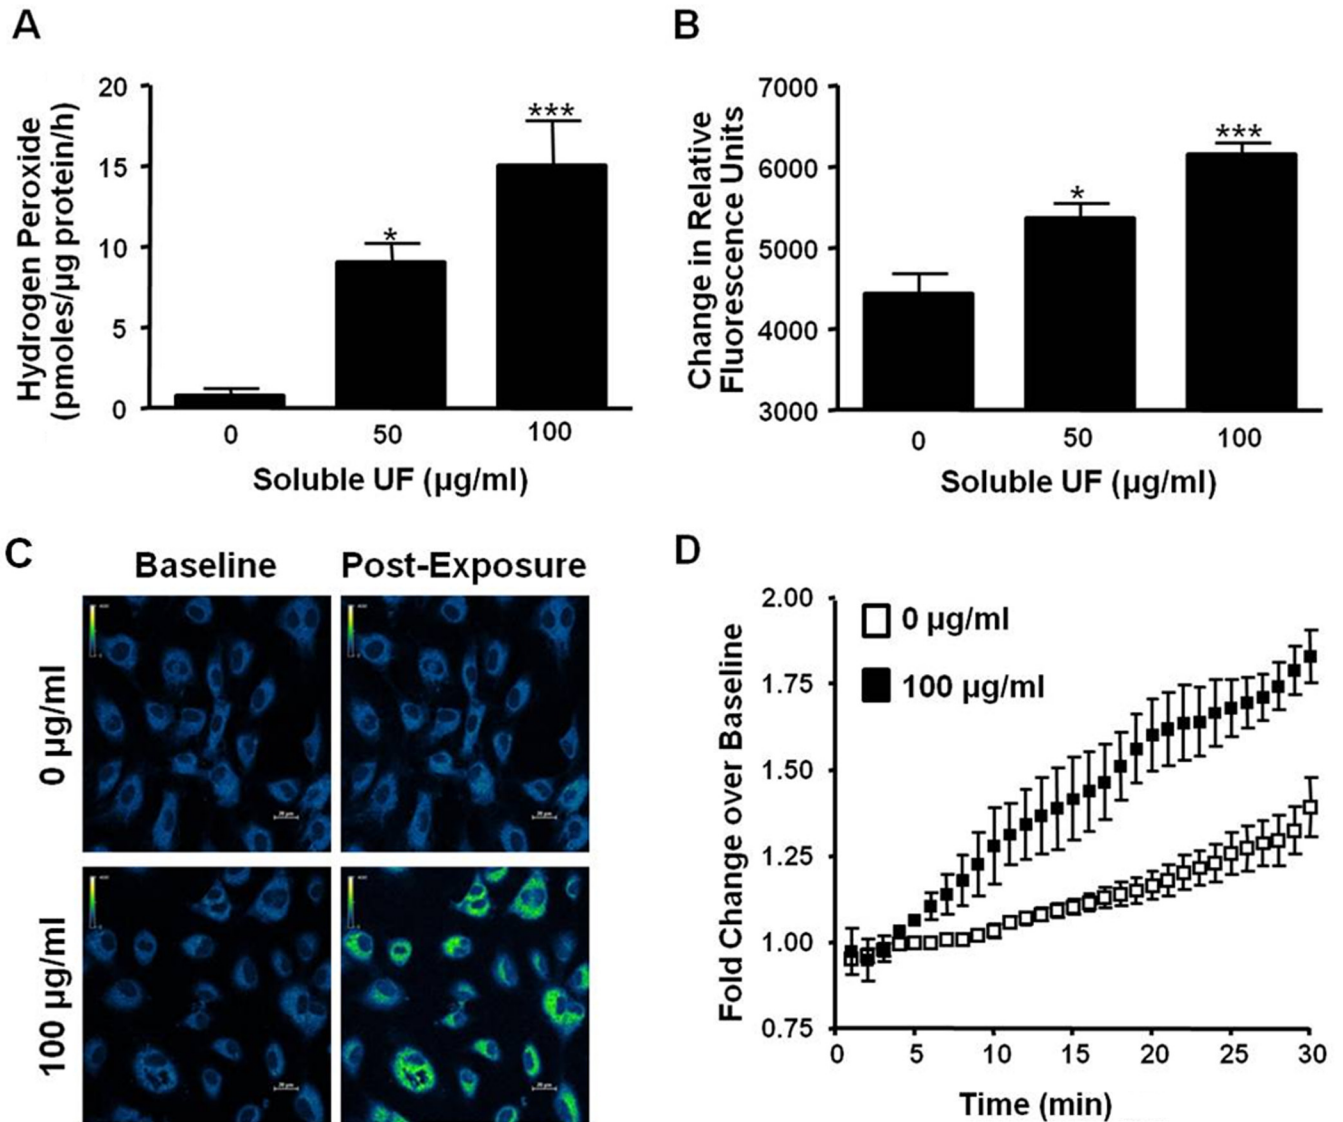 A
Hydrogen Peroxide
(pmoles/µg protein/h)
20
15
10
5
0
*
***
0
50
100
Soluble UF (µg/ml)
B
Change in Relative
Fluorescence Units
7000
6000
5000
4000
3000
*
***
0
50
100
Soluble UF (µg/ml)
C
Baseline
Post-Exposure
0 µg/ml
100 µg/ml
D
Fold Change over Baseline
2.00
1.75
1.50
1.25
1.00
0.75
0 µg/ml
100 µg/ml
0
5
10
15
20
25
30
Time (min)